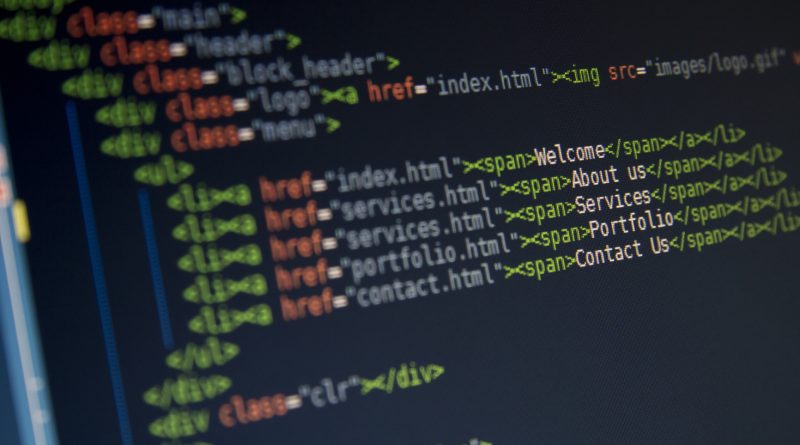 <div class="main">
<div class="header">
<div class="block_header">
<div class="logo"><a href="index.html"><img src="images/logo.gif"
<div class="menu">
<ul>
<li><a href="index.html"><span>Welcome</span></a></li>
<li><a href="services.html"><span>About us</span></a></li>
<li><a href="services.html"><span>Services</span></a></li>
<li><a href="portfolio.html"><span>Portfolio</span></a></li>
<li><a href="contact.html"><span>Contact Us</span></a></li>
</ul>
</div>
<div class="clr"></div>